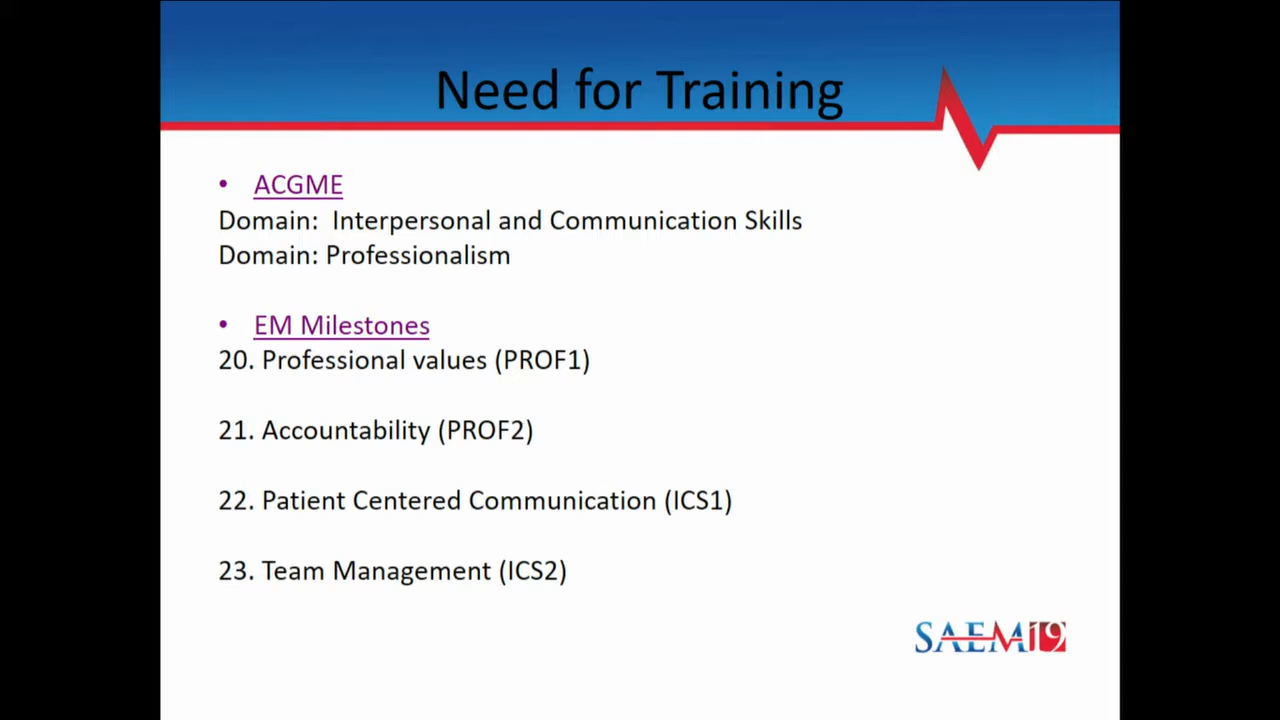 Need for Training
• ACGME
Domain:  Interpersonal and Communication Skills
Domain: Professionalism
• EM Milestones
20. Professional values (PROF1)
21. Accountability (PROF2)
22. Patient Centered Communication (ICS1)
23. Team Management (ICS2)
SAEM19